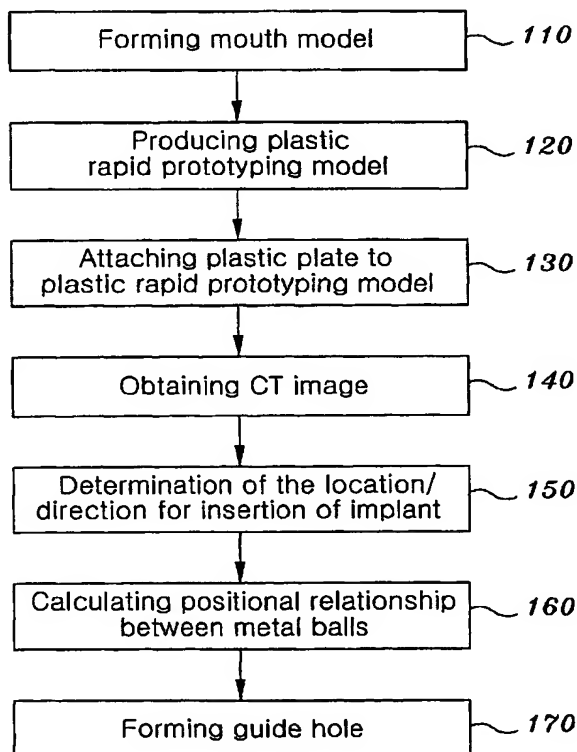 Forming mouth model
110
Producing plastic
rapid prototyping model
120
Attaching plastic plate to
plastic rapid prototyping model
130
Obtaining CT image
140
Determination of the location/
direction for insertion of implant
150
Calculating positional relationship
between metal balls
160
Forming guide hole
170